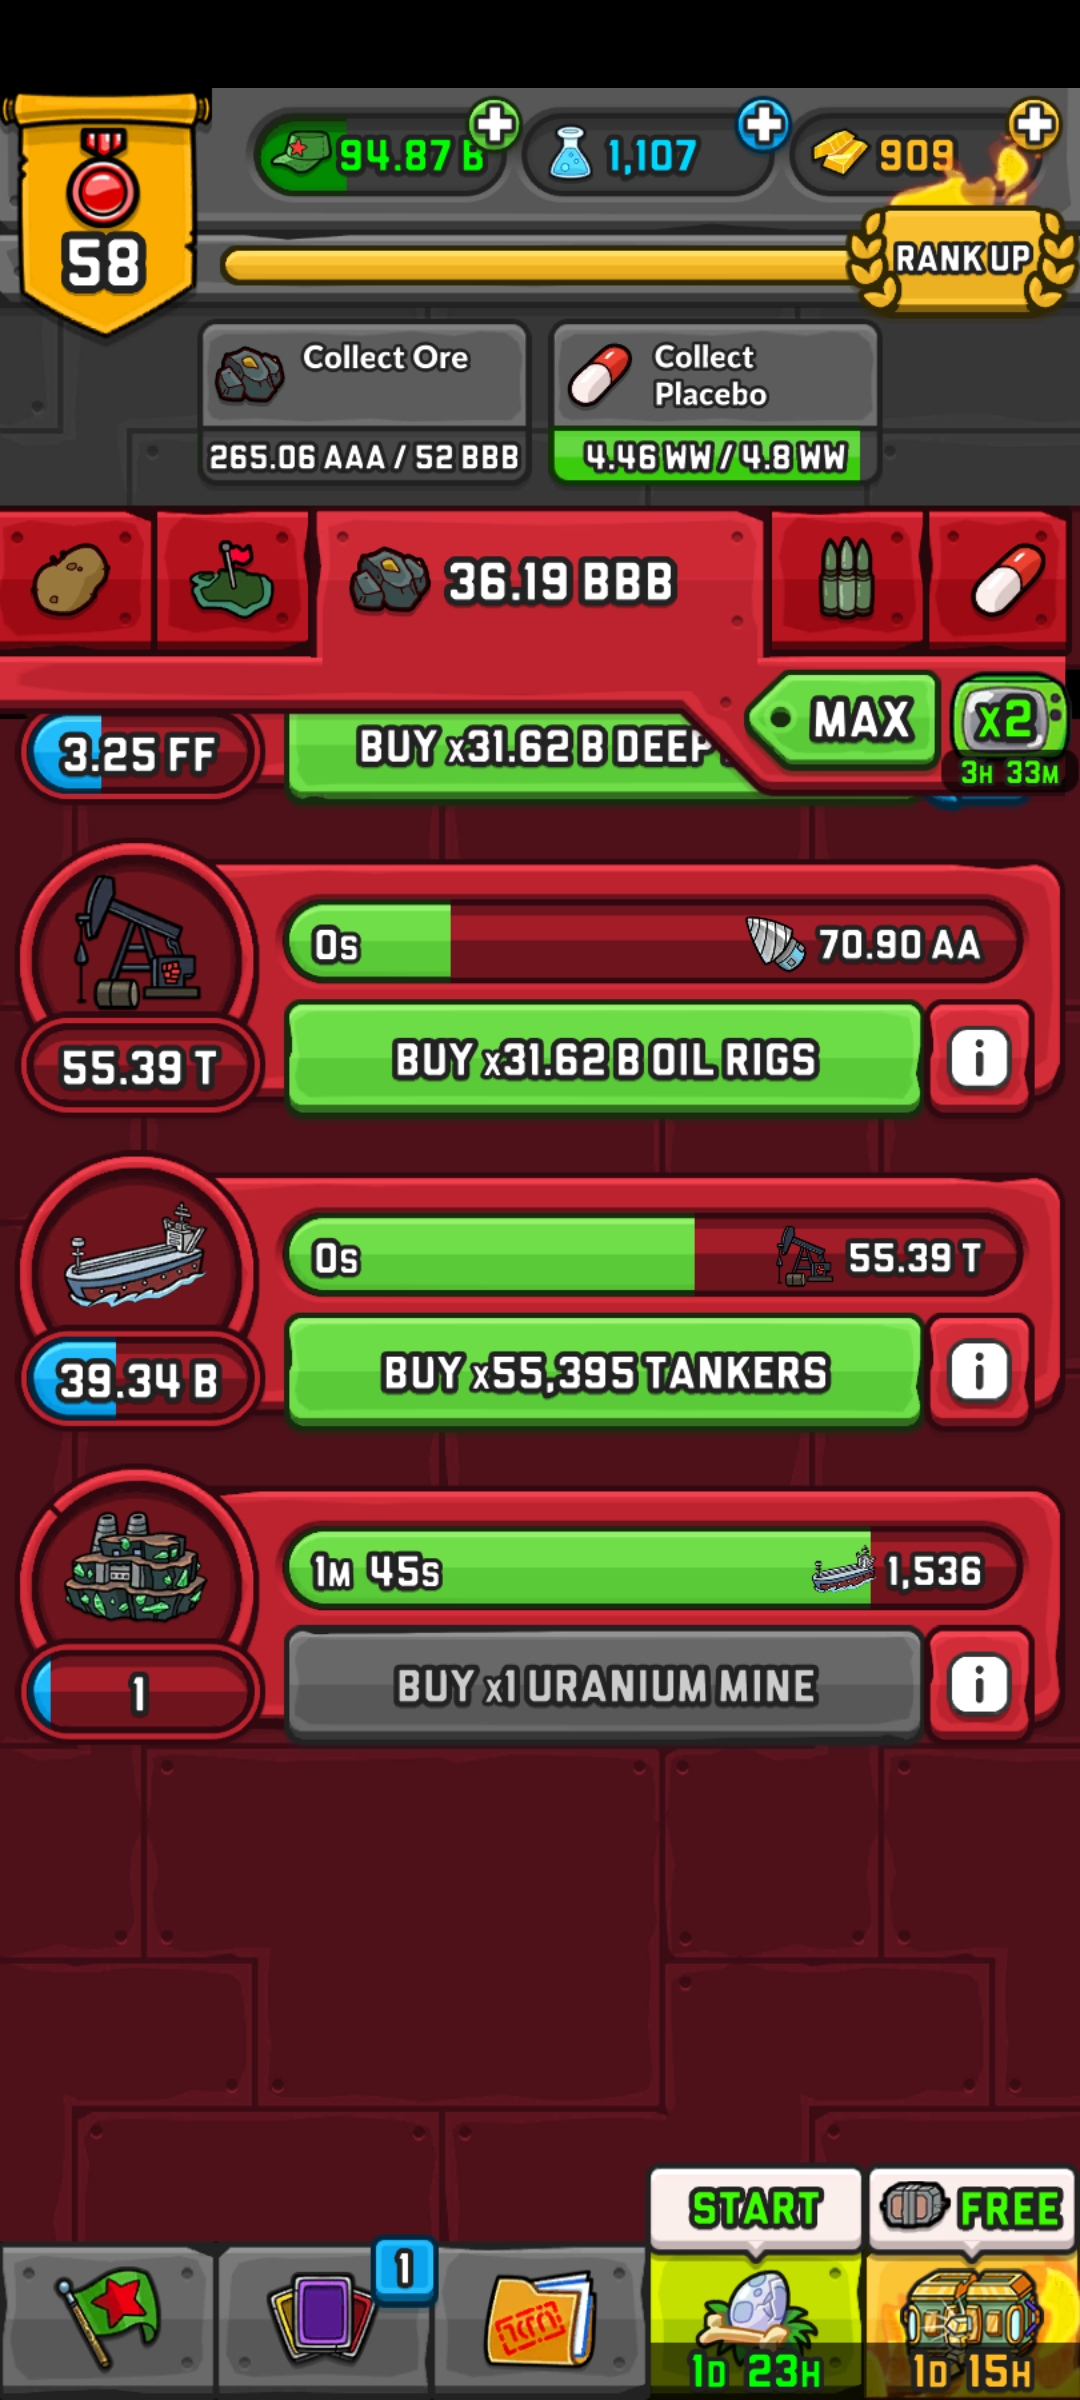 94.87 B
1,107
909
58
RANK UP
Collect Ore
265.06 AAA / 52 BBB
Collect
Placebo
4.46 WW / 4.8 WW
36.19 BBB
MAX
x2
3H 33M
3.25 FF
BUY x31.62 B DEEP
0s
70.90 AA
55.39 T
BUY x31.62 B OIL RIGS
0s
55.39 T
39.34 B
BUY x55,395 TANKERS
1M 45s
1,536
1
BUY x1 URANIUM MINE
START
FREE
1
1D 23H
1D 15H